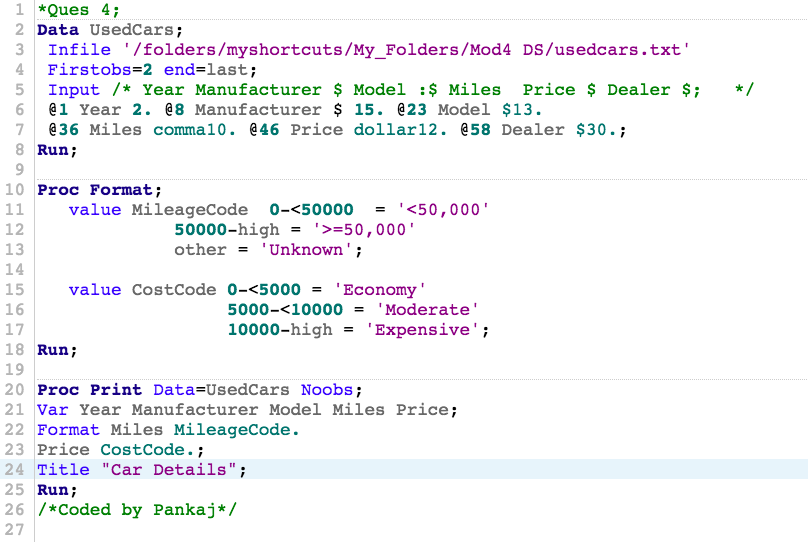 1 *Ques 4;
2 Data UsedCars;
3 Infile '/folders/myshortcuts/My_Folders/Mod4 DS/usedcars.txt'
4 Firstobs=2 end=last;
5 Input /* Year Manufacturer $ Model :$ Miles  Price $ Dealer $;   */
6 @1 Year 2. @8 Manufacturer $ 15. @23 Model $13.
7 @36 Miles comma10. @46 Price dollar12. @58 Dealer $30.;
8 Run;
9
10 Proc Format;
11 value MileageCode  0-<50000  = '<50,000'
12 50000-high = '>=50,000'
13 other = 'Unknown';
14
15 value CostCode 0-<5000 = 'Economy'
16 5000-<10000 = 'Moderate'
17 10000-high = 'Expensive';
18 Run;
19
20 Proc Print Data=UsedCars Noobs;
21 Var Year Manufacturer Model Miles Price;
22 Format Miles MileageCode.
23 Price CostCode.;
24 Title "Car Details";
25 Run;
26 /*Coded by Pankaj*/
27